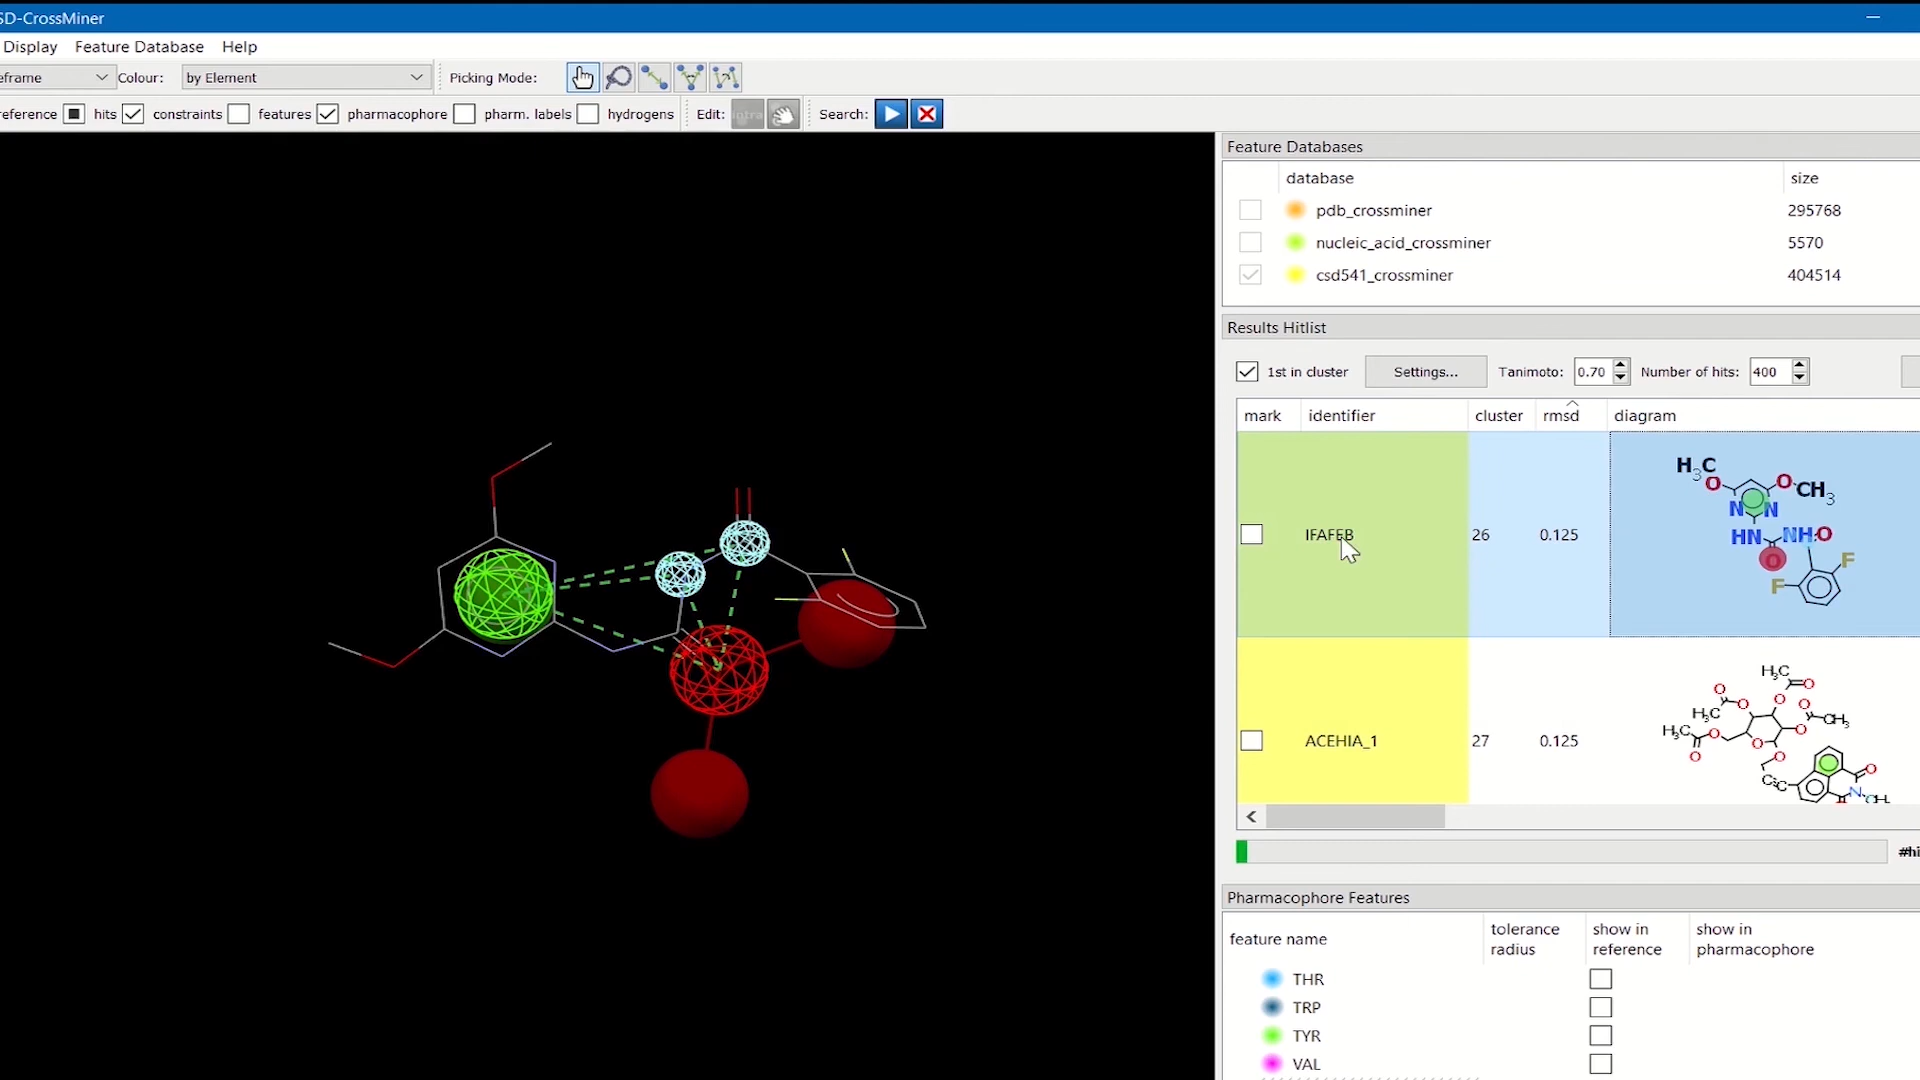 SD-CrossMiner
Display Feature Database Help
eframe Colour: by Element Picking Mode:
eference hits constraints features pharmacophore pharm. labels hydrogens Edit: intra Search:
Feature Databases
database size
pdb_crossminer 295768
nucleic_acid_crossminer 5570
csd541_crossminer 404514
Results Hitlist
1st in cluster Settings... Tanimoto: 0.70 Number of hits: 400
mark identifier cluster rmsd diagram
H3C
O O CH3
N N
HN NH O
O F
F
IFAFEB 26 0.125
H3C
O
O O O O
H3C O CH3
H3C O O
O O
O
O
N
ACEHIA_1 27 0.125
#hi
Pharmacophore Features
feature name tolerance radius show in reference show in pharmacophore
THR
TRP
TYR
VAL